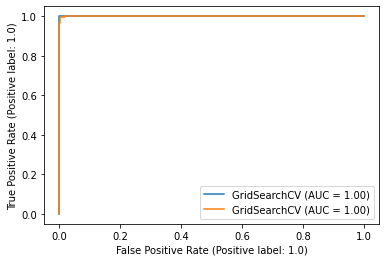 1.0
0.8
0.6
0.4
0.2
0.0
True Positive Rate (Positive label: 1.0)
GridSearchCV (AUC = 1.00)
GridSearchCV (AUC = 1.00)
0.0 0.2 0.4 0.6 0.8 1.0
False Positive Rate (Positive label: 1.0)